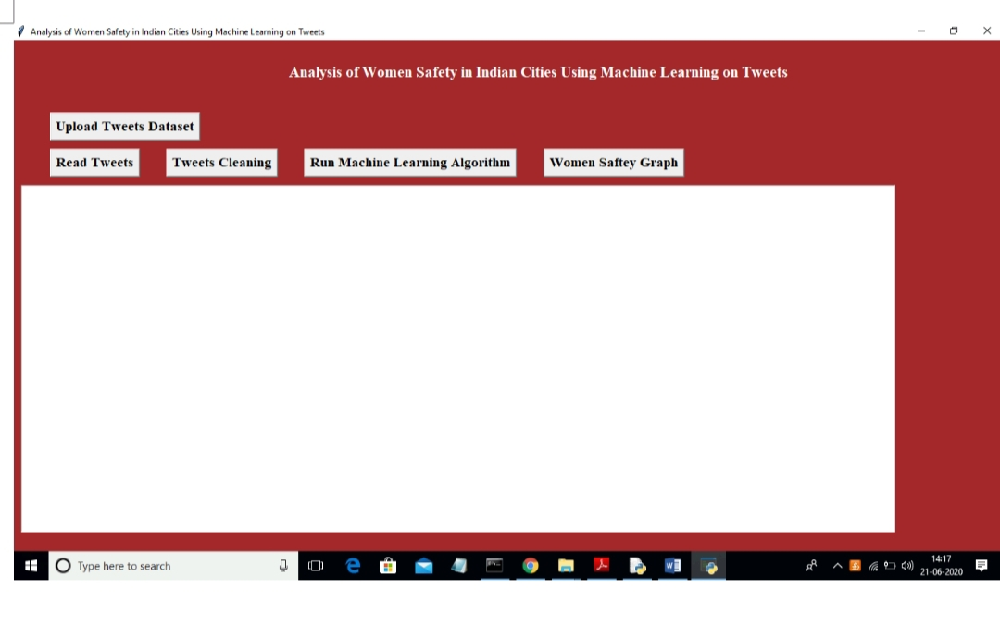 Analysis of Women Safety in Indian Cities Using Machine Learning on Tweets
Analysis of Women Safety in Indian Cities Using Machine Learning on Tweets
Upload Tweets Dataset
Read Tweets Tweets Cleaning Run Machine Learning Algorithm Women Saftey Graph
Type here to search
14:17
21-06-2020